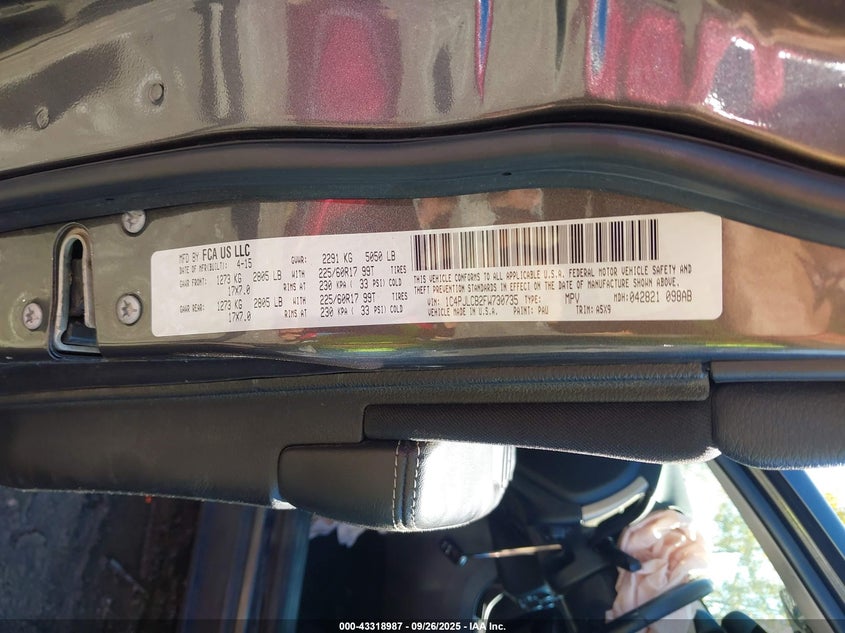 MFD BY FCA US LLC
DATE OF MFR(BUILT): 4-15 GVWR: 2291 KG 5050 LB
GAWR FRONT: 1273 KG 2805 LB WITH 225/60R17 99T TIRES
17X7.0 RIMS AT 230 KPA ( 33 PSI) COLD
GAWR REAR: 1273 KG 2805 LB WITH 225/60R17 99T TIRES
17X7.0 RIMS AT 230 KPA ( 33 PSI) COLD
THIS VEHICLE CONFORMS TO ALL APPLICABLE U.S.A. FEDERAL MOTOR VEHICLE SAFETY AND
THEFT PREVENTION STANDARDS IN EFFECT ON THE DATE OF MANUFACTURE SHOWN ABOVE.
VIN: 1C4PJLCB2FW730735 TYPE: MPV MDH: 042821 098AB
VEHICLE MADE IN U.S.A. PAINT: PAU TRIM: A5X9
000-43318987 - 09/26/2025 - IAA Inc.